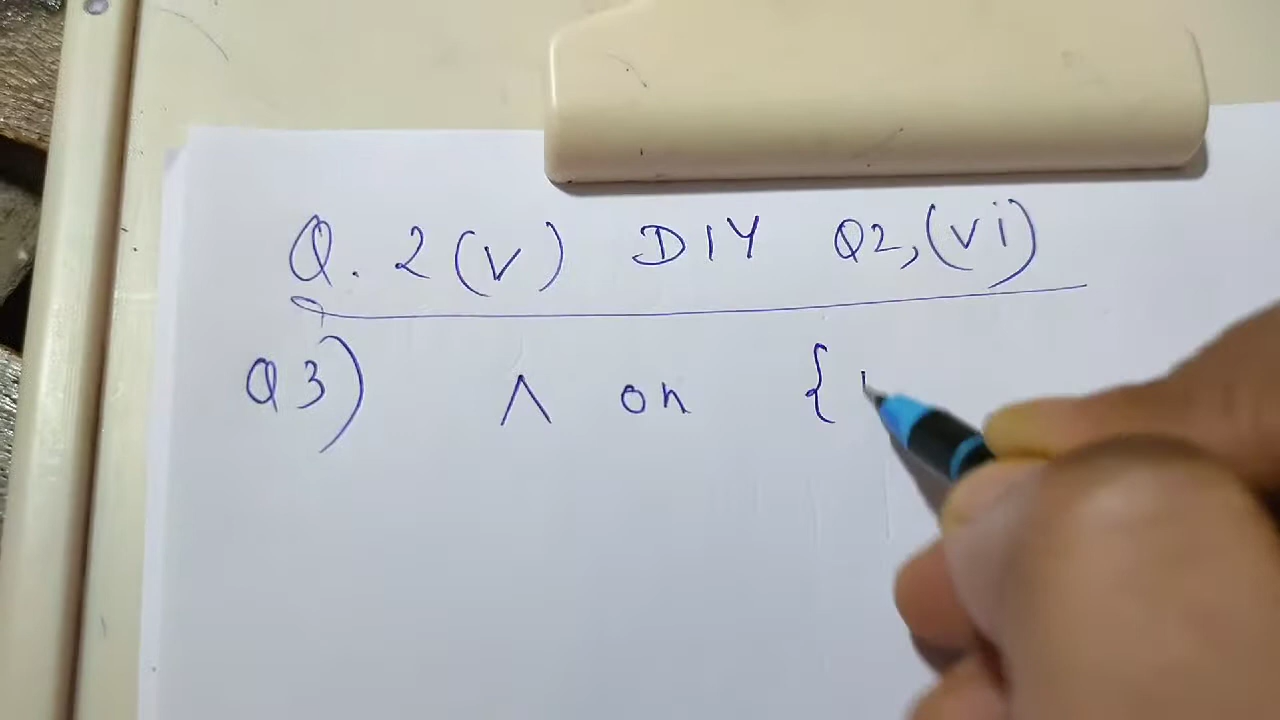 Q. 2 (v) DIY Q2, (vi)
Q3) ∧ on {